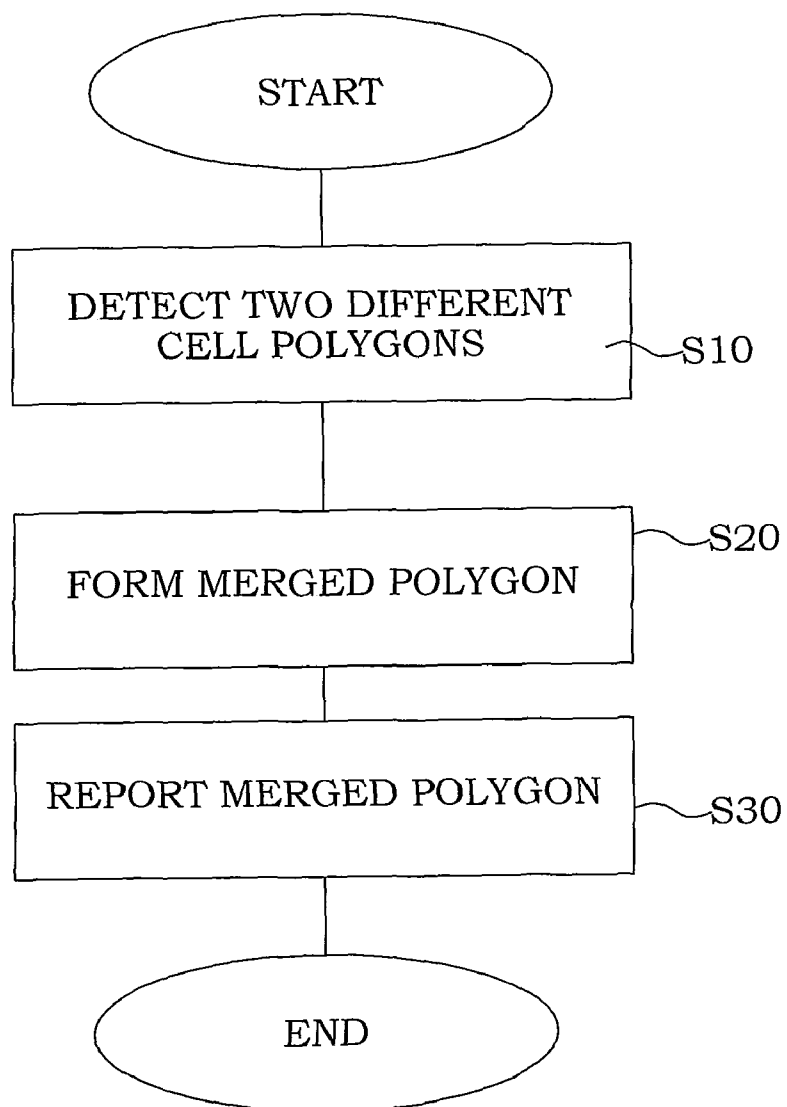 START
DETECT TWO DIFFERENT
CELL POLYGONS
S10
S20
FORM MERGED POLYGON
REPORT MERGED POLYGON
S30
END